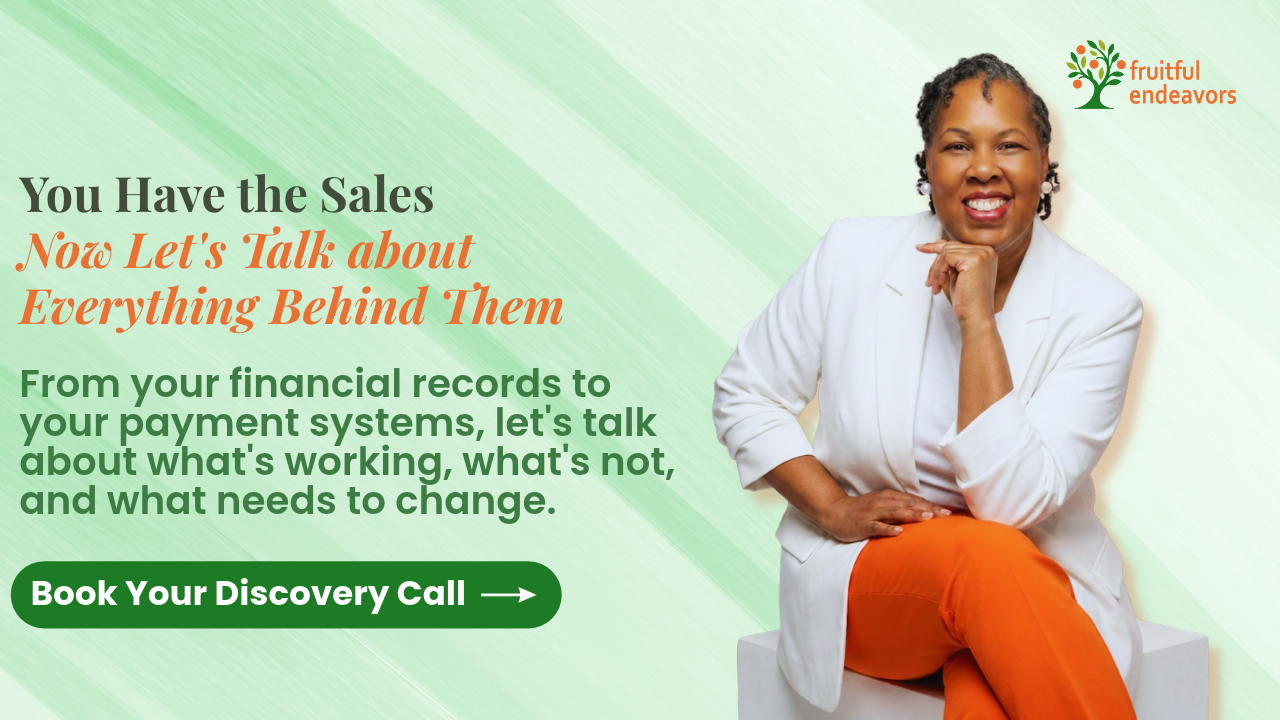 fruitful
endeavors
You Have the Sales
Now Let's Talk about
Everything Behind Them
From your financial records to
your payment systems, let's talk
about what's working, what's not,
and what needs to change.
Book Your Discovery Call